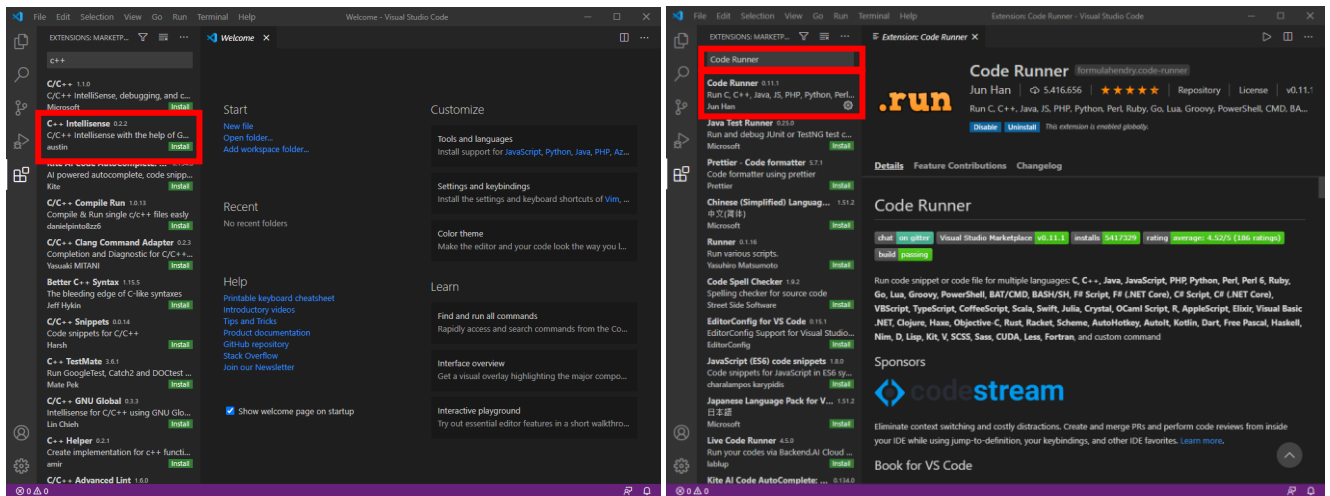 File Edit Selection View Go Run Terminal Help Welcome - Visual Studio Code
EXTENSIONS: MARKETP...
c++
C/C++ 1.1.0
C/C++ IntelliSense, debugging, and c...
Microsoft Install
C++ Intellisense 0.2.2
C/C++ Intellisense with the help of G...
austin Install
Kite AI Code AutoComplete: ...
AI powered autocomplete, code snipp...
Kite Install
C/C++ Compile Run 1.0.13
Compile & Run single c/c++ files easly
danielpinto8zz6 Install
C/C++ Clang Command Adapter 0.2.3
Completion and Diagnostic for C/C++...
Yasuaki MITANI Install
Better C++ Syntax 1.15.5
The bleeding edge of C-like syntaxes
Jeff Hykin Install
C/C++ Snippets 0.0.14
Code snippets for C/C++
Harsh Install
C++ TestMate 3.6.1
Run GoogleTest, Catch2 and DOCtest ...
Mate Pek Install
C/C++ GNU Global 0.3.3
Intellisense for C/C++ using GNU Glo...
Lin Chieh Install
C++ Helper 0.2.1
Create implementation for c++ functi...
amir Install
C/C++ Advanced Lint 1.6.0
Welcome
Start
New file
Open folder...
Add workspace folder...
Recent
No recent folders
Help
Printable keyboard cheatsheet
Introductory videos
Tips and Tricks
Product documentation
GitHub repository
Stack Overflow
Join our Newsletter
Show welcome page on startup
Customize
Tools and languages
Install support for JavaScript, Python, Java, PHP, Az...
Settings and keybindings
Install the settings and keyboard shortcuts of Vim, ...
Color theme
Make the editor and your code look the way you l...
Learn
Find and run all commands
Rapidly access and search commands from the Co...
Interface overview
Get a visual overlay highlighting the major compo...
Interactive playground
Try out essential editor features in a short walkthro...
0 0
File Edit Selection View Go Run Terminal Help Extension: Code Runner - Visual Studio Code
EXTENSIONS: MARKETP...
Code Runner
Code Runner 0.11.1
Run C, C++, Java, JS, PHP, Python, Perl...
Jun Han
Java Test Runner 0.25.0
Run and debug JUnit or TestNG test c...
Microsoft Install
Prettier - Code formatter 5.7.1
Code formatter using prettier
Prettier Install
Chinese (Simplified) Languag... 1.51.2
中文(简体)
Microsoft Install
Runner 0.1.16
Run various scripts.
Yasuhiro Matsumoto Install
Code Spell Checker 1.9.2
Spelling checker for source code
Street Side Software Install
EditorConfig for VS Code 0.15.1
EditorConfig Support for Visual Studio...
EditorConfig Install
JavaScript (ES6) code snippets 1.8.0
Code snippets for JavaScript in ES6 sy...
charalampos karypidis Install
Japanese Language Pack for V... 1.51.2
日本語
Microsoft Install
Live Code Runner 4.5.0
Run your codes via Backend.AI Cloud ...
lablup Install
Kite AI Code AutoComplete: ... 0.134.0
Extension: Code Runner
.run
Code Runner formulahendry.code-runner
Jun Han 5,416,656 Repository License v0.11.1
Run C, C++, Java, JS, PHP, Python, Perl, Ruby, Go, Lua, Groovy, PowerShell, CMD, BA...
Disable Uninstall This extension is enabled globally.
Details Feature Contributions Changelog
Code Runner
chat on gitter Visual Studio Marketplace v0.11.1 installs 5417329 rating average: 4.52/5 (186 ratings)
build passing
Run code snippet or code file for multiple languages: C, C++, Java, JavaScript, PHP, Python, Perl, Perl 6, Ruby,
Go, Lua, Groovy, PowerShell, BAT/CMD, BASH/SH, F# Script, F# (.NET Core), C# Script, C# (.NET Core),
VBScript, TypeScript, CoffeeScript, Scala, Swift, Julia, Crystal, OCaml Script, R, AppleScript, Elixir, Visual Basic
.NET, Clojure, Haxe, Objective-C, Rust, Racket, Scheme, AutoHotkey, AutoIt, Kotlin, Dart, Free Pascal, Haskell,
Nim, D, Lisp, Kit, V, SCSS, Sass, CUDA, Less, Fortran, and custom command
Sponsors
codestream
Eliminate context switching and costly distractions. Create and merge PRs and perform code reviews from inside
your IDE while using jump-to-definition, your keybindings, and other IDE favorites. Learn more.
Book for VS Code
0 0